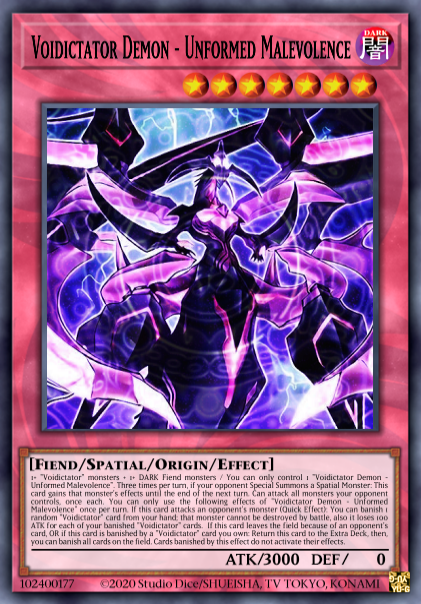 VOIDICTATOR DEMON - UNFORMED MALEVOLENCE
DARK
闇
[FIEND/SPATIAL/ORIGIN/EFFECT]
1+ "Voidictator" monsters + 1+ DARK Fiend monsters / You can only control 1 "Voidictator Demon -
Unformed Malevolence". Three times per turn, if your opponent Special Summons a Spatial Monster: This
card gains that monster's effects until the end of the next turn. Can attack all monsters your opponent
controls, once each. You can only use the following effects of "Voidictator Demon - Unformed
Malevolence" once per turn. If this card attacks an opponent's monster (Quick Effect): You can banish 1
random "Voidictator" card from your hand; that monster cannot be destroyed by battle, also it loses 100
ATK for each of your banished "Voidictator" cards. If this card leaves the field because of an opponent's
card, OR if this card is banished by a "Voidictator" card you own: Return this card to the Extra Deck, then,
you can banish all cards on the field. Cards banished by this effect do not activate their effects.
ATK/3000 DEF/ 0
102400177 ©2020 Studio Dice/SHUEISHA, TV TOKYO, KONAMI